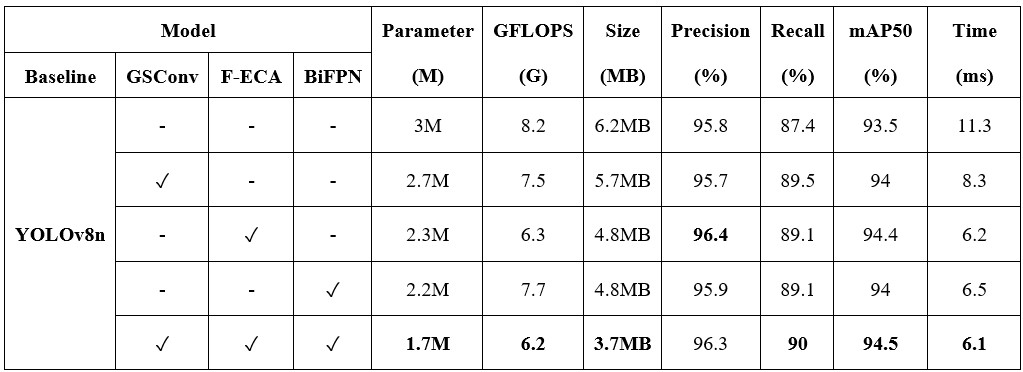 Model Parameter GFLOPS Size Precision Recall mAP50 Time
Baseline GSConv F-ECA BiFPN (M) (G) (MB) (%) (%) (%) (ms)
- - - 3M 8.2 6.2MB 95.8 87.4 93.5 11.3
✓ - - 2.7M 7.5 5.7MB 95.7 89.5 94 8.3
YOLOv8n - ✓ - 2.3M 6.3 4.8MB 96.4 89.1 94.4 6.2
- - ✓ 2.2M 7.7 4.8MB 95.9 89.1 94 6.5
✓ ✓ ✓ 1.7M 6.2 3.7MB 96.3 90 94.5 6.1